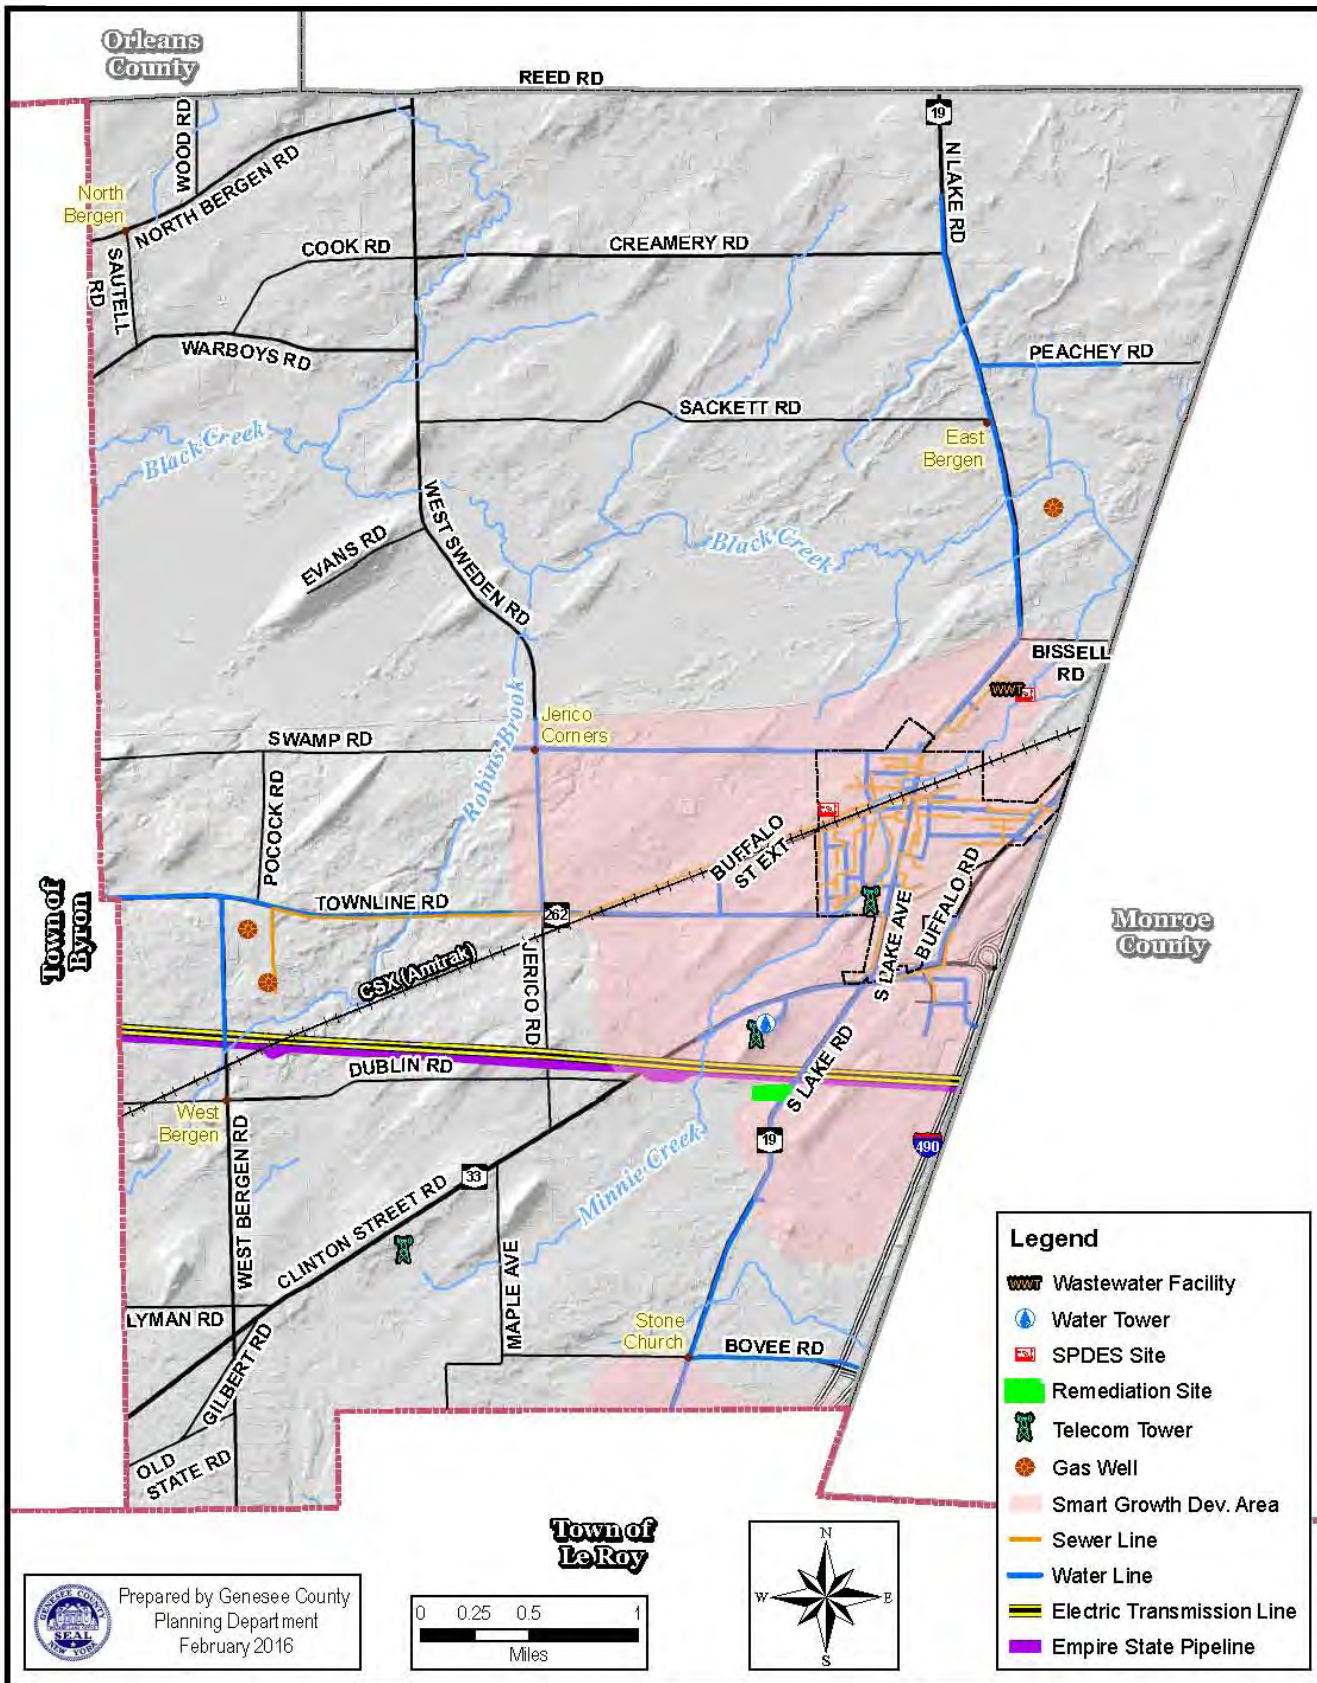 Orleans
County
REED RD
19
WOOD RD
N LAKE RD
North
Bergen
NORTH BERGEN RD
SAUTELL
RD
COOK RD
CREAMERY RD
WARBOYS RD
PEACHEY RD
SACKETT RD
East
Bergen
Black Creek
WEST SWEDEN RD
EVANS RD
Black Creek
BISSELL
RD
WWT
Jerico
Corners
SWAMP RD
Robins Brook
POCOCK RD
BUFFALO
ST EXT
BUFFALO RD
TOWNLINE RD
262
S LAKE AVE
Town of
Byron
Monroe
County
CSX (Amtrak)
JERICO RD
DUBLIN RD
S LAKE RD
West
Bergen
19
490
WEST BERGEN RD
33
Minnie Creek
CLINTON STREET RD
MAPLE AVE
LYMAN RD
GILBERT RD
Stone
Church
BOVEE RD
OLD
STATE RD
Legend
WWT Wastewater Facility
Water Tower
SPDES Site
Remediation Site
Telecom Tower
Gas Well
Smart Growth Dev. Area
Sewer Line
Water Line
Electric Transmission Line
Empire State Pipeline
Town of
Le Roy
GENESEE COUNTY
SEAL
NEW YORK
Prepared by Genesee County
Planning Department
February 2016
0 0.25 0.5 1
Miles
N
W E
S